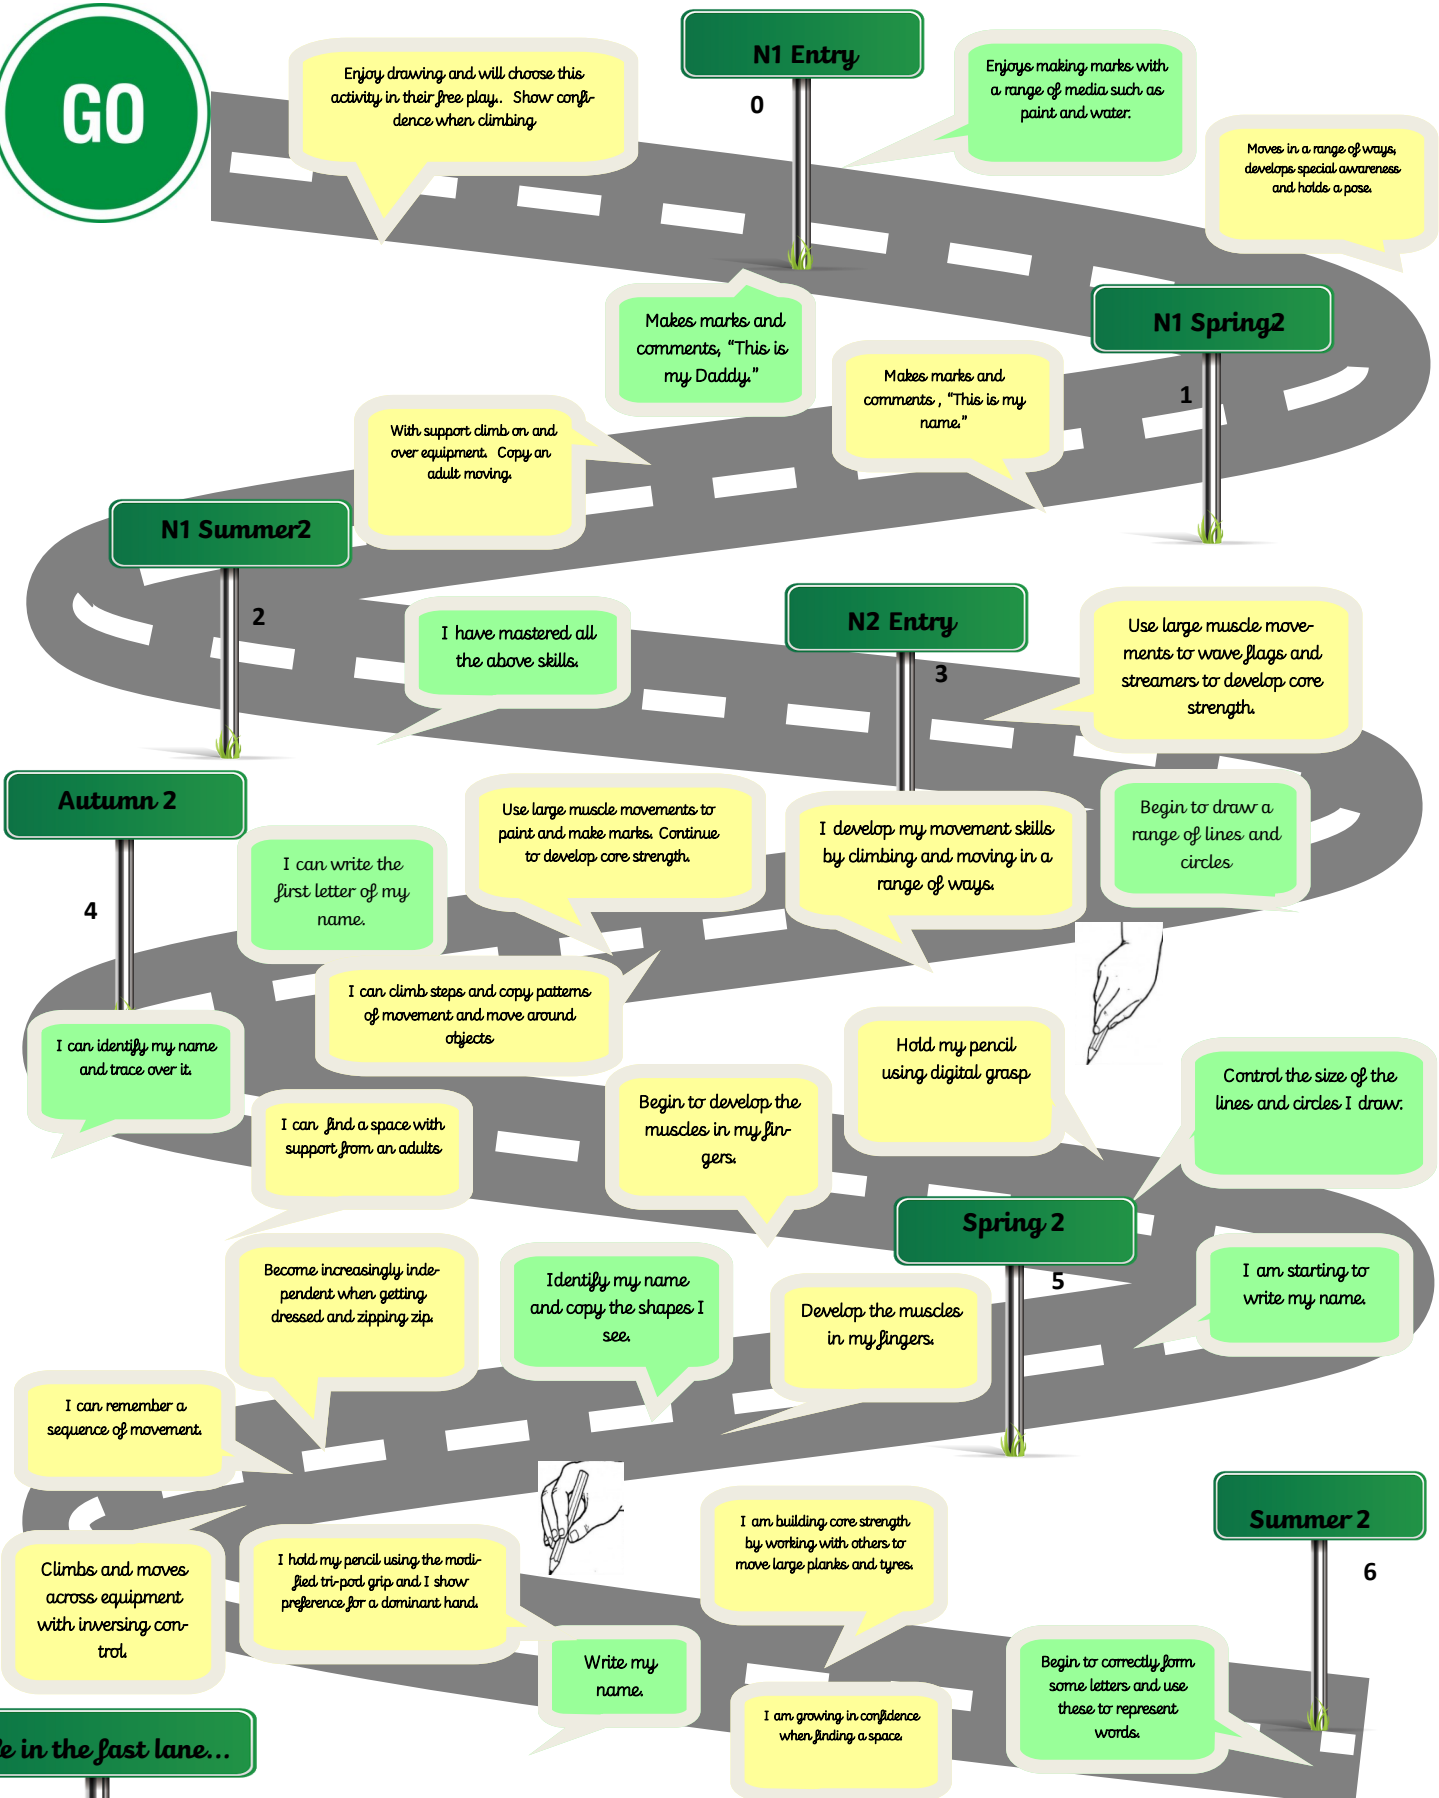 GO
Enjoy drawing and will choose this
activity in their free play.. Show confi-
dence when climbing
N1 Entry
0
Enjoys making marks with
a range of media such as
paint and water.
Moves in a range of ways,
develops special awareness
and holds a pose.
Makes marks and
comments, “This is
my Daddy.”
N1 Spring2
1
Makes marks and
comments , “This is my
name.”
With support climb on and
over equipment. Copy an
adult moving.
N1 Summer2
2
I have mastered all
the above skills.
N2 Entry
3
Use large muscle move-
ments to wave flags and
streamers to develop core
strength.
Begin to draw a
range of lines and
circles
I develop my movement skills
by climbing and moving in a
range of ways.
Use large muscle movements to
paint and make marks. Continue
to develop core strength.
Autumn 2
4
I can write the
first letter of my
name.
I can climb steps and copy patterns
of movement and move around
objects
I can identify my name
and trace over it.
I can find a space with
support from an adults
Begin to develop the
muscles in my fin-
gers.
Hold my pencil
using digital grasp
Control the size of the
lines and circles I draw.
Spring 2
5
I am starting to
write my name.
Develop the muscles
in my fingers.
Identify my name
and copy the shapes I
see.
Become increasingly inde-
pendent when getting
dressed and zipping zip.
I can remember a
sequence of movement.
Climbs and moves
across equipment
with inversing con-
trol.
I hold my pencil using the modi-
fied tri-pod grip and I show
preference for a dominant hand.
Write my
name.
I am building core strength
by working with others to
move large planks and tyres.
I am growing in confidence
when finding a space.
Begin to correctly form
some letters and use
these to represent
words.
Summer 2
6
e in the fast lane...